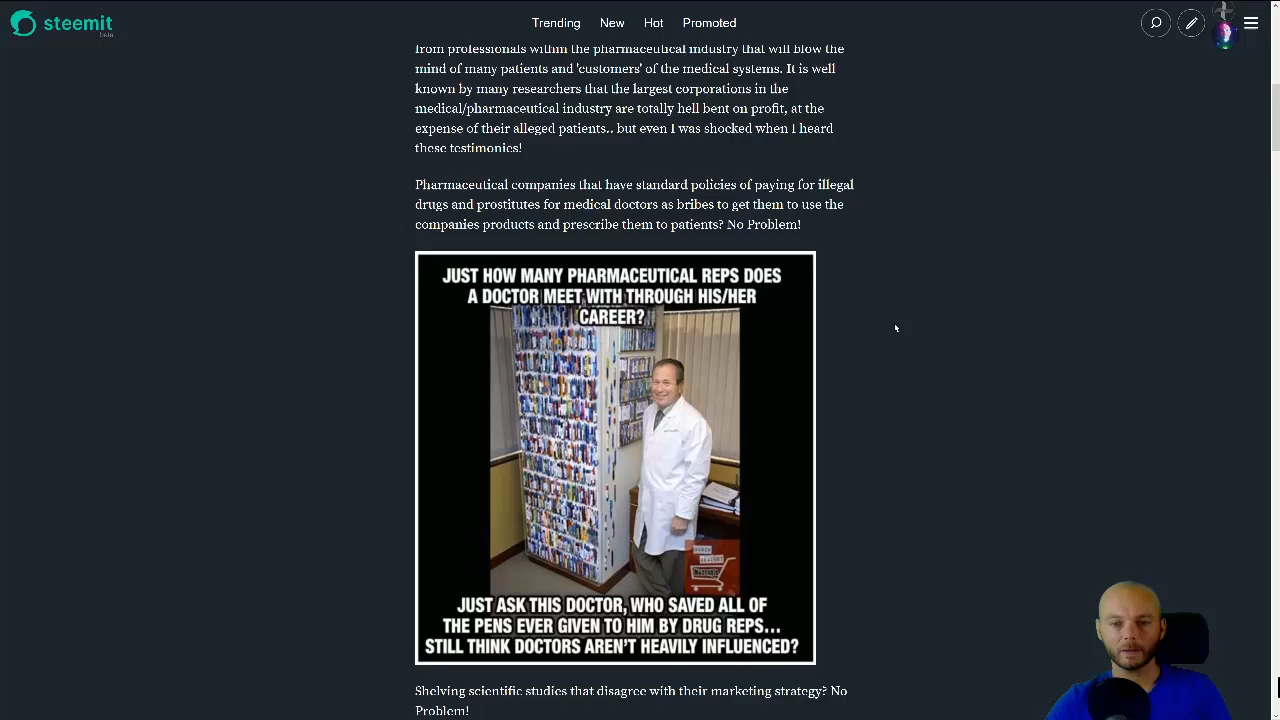 steemit
beta
Trending New Hot Promoted
from professionals within the pharmaceutical industry that will blow the
mind of many patients and 'customers' of the medical systems. It is well
known by many researchers that the largest corporations in the
medical/pharmaceutical industry are totally hell bent on profit, at the
expense of their alleged patients.. but even I was shocked when I heard
these testimonies!
Pharmaceutical companies that have standard policies of paying for illegal
drugs and prostitutes for medical doctors as bribes to get them to use the
companies products and prescribe them to patients? No Problem!
JUST HOW MANY PHARMACEUTICAL REPS DOES
A DOCTOR MEET WITH THROUGH HIS/HER
CAREER?
JUST ASK THIS DOCTOR, WHO SAVED ALL OF
THE PENS EVER GIVEN TO HIM BY DRUG REPS...
STILL THINK DOCTORS AREN'T HEAVILY INFLUENCED?
Shelving scientific studies that disagree with their marketing strategy? No
Problem!